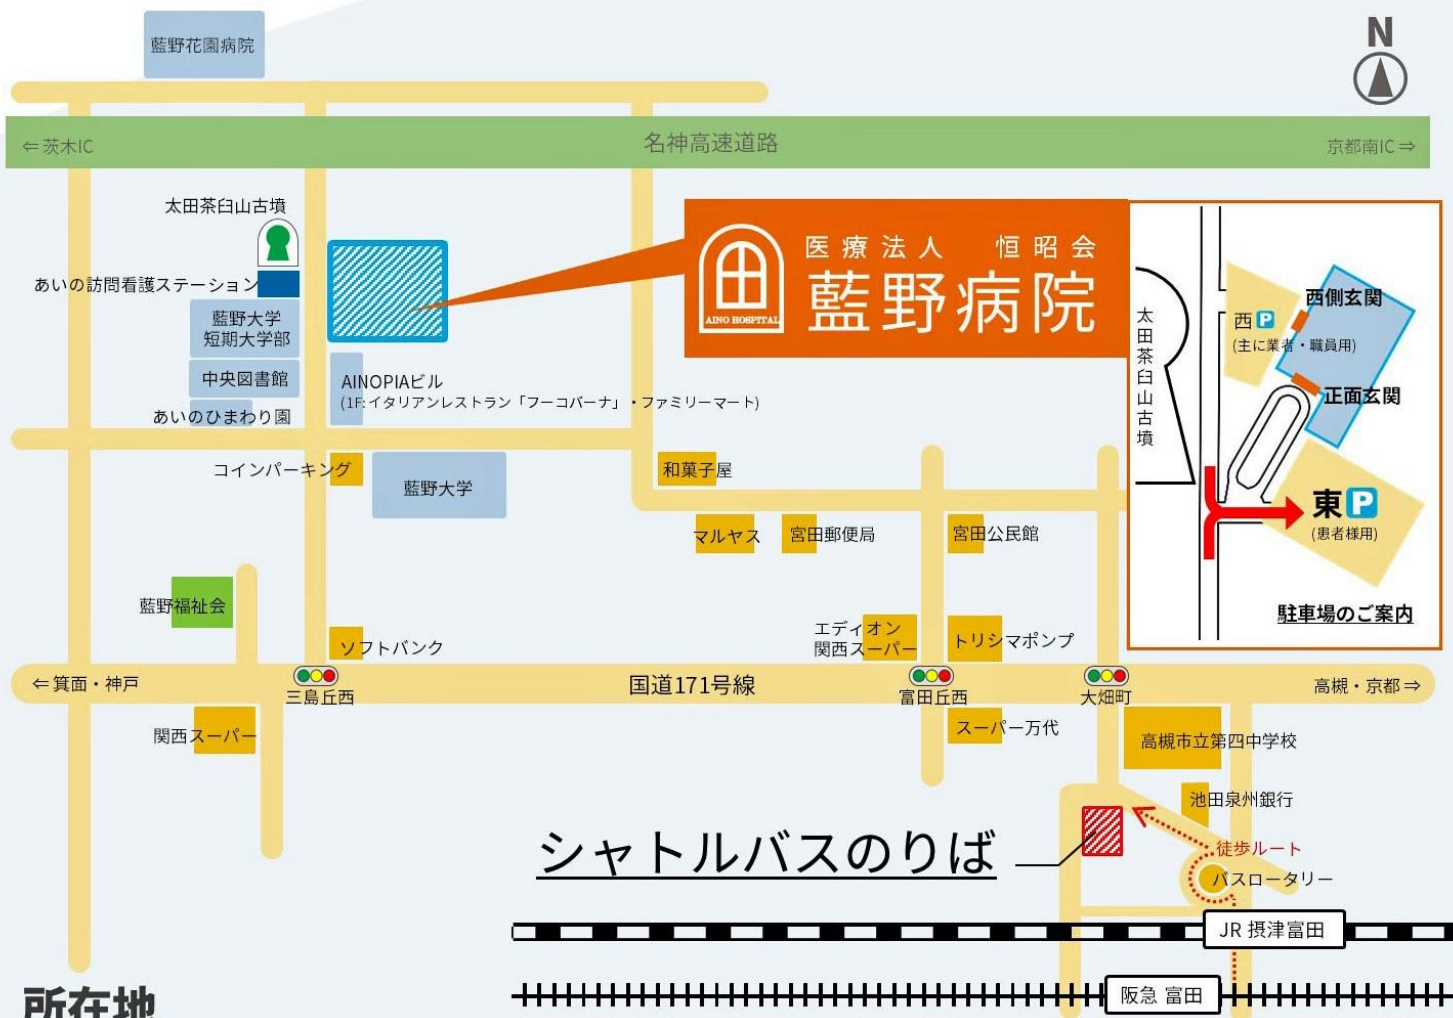 藍野花園病院
N
⇐ 茨木IC
名神高速道路
京都南IC ⇒
太田茶臼山古墳
あいの訪問看護ステーション
藍野大学
短期大学部
中央図書館
あいのひまわり園
AINOPIAビル
(1F:イタリアンレストラン「フーコバーナ」・ファミリーマート)
医療法人 恒昭会
藍野病院
AINO HOSPITAL
太田茶臼山古墳
西側玄関
西 P
(主に業者・職員用)
正面玄関
東 P
(患者様用)
駐車場のご案内
コインパーキング
藍野大学
和菓子屋
マルヤス
宮田郵便局
宮田公民館
藍野福祉会
ソフトバンク
エディオン
関西スーパー
トリシマポンプ
⇐ 箕面・神戸
三島丘西
国道171号線
富田丘西
大畑町
高槻・京都 ⇒
関西スーパー
スーパー万代
高槻市立第四中学校
池田泉州銀行
シャトルバスのりば
徒歩ルート
バスロータリー
JR 摂津富田
阪急 富田
所在地